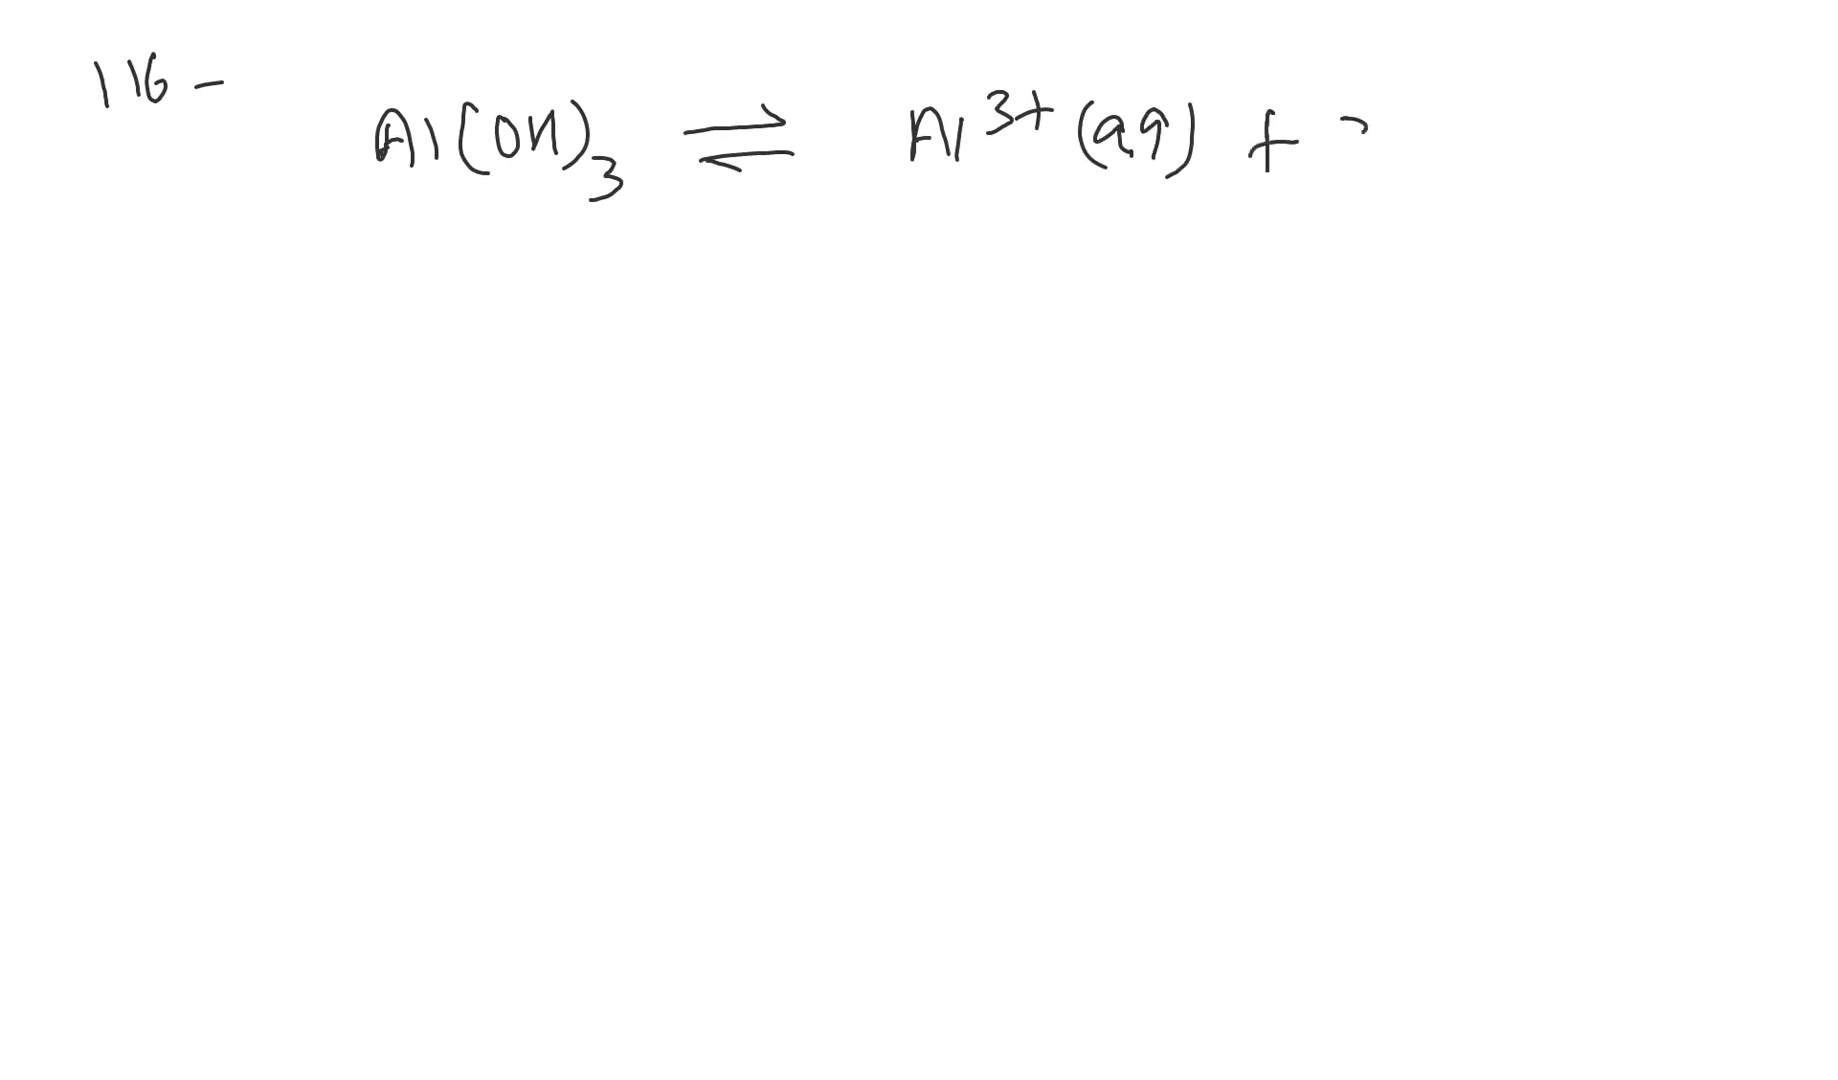 116 -
Al(OH)₃ ⇌ Al³⁺(aq) +